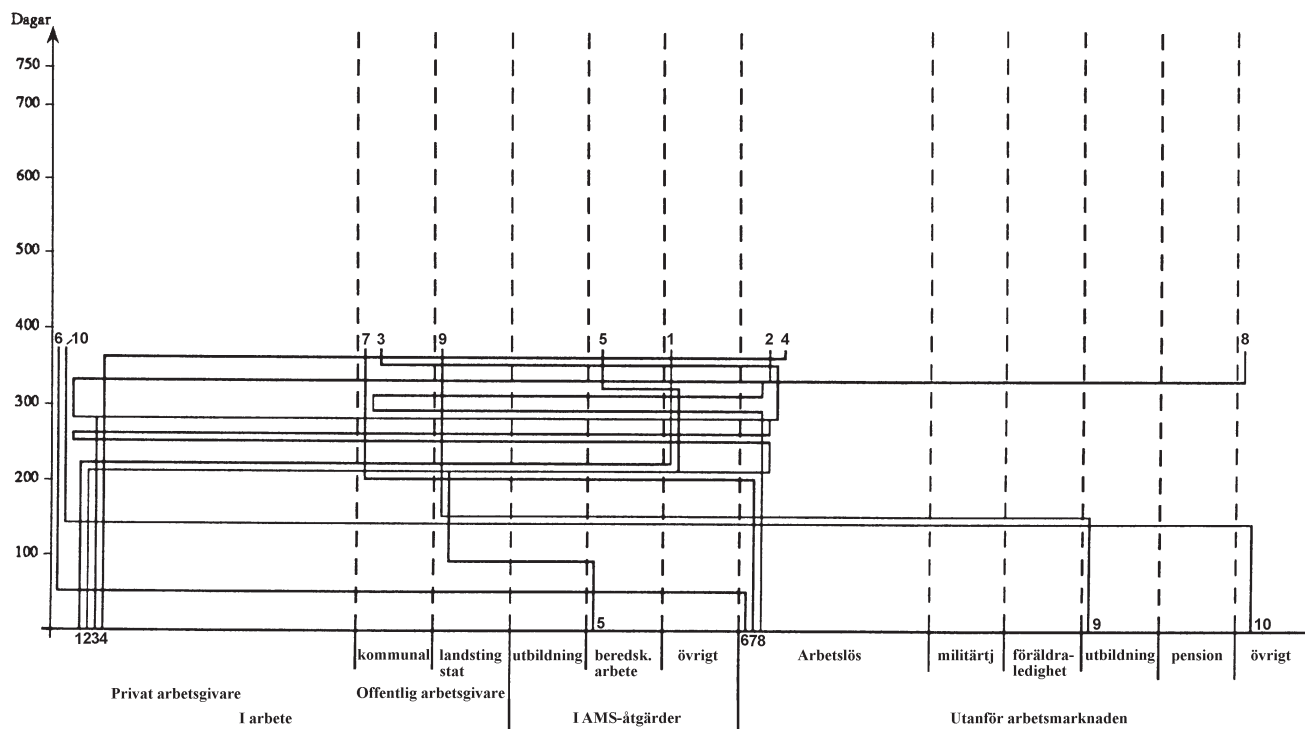 Dagar
750
700
600
500
400
6 10 7 3 9 5 1 2 4 8
300
200
100
1234 5 678 9 10
kommunal landsting utbildning beredsk. övrigt Arbetslös militärtj föräldra- utbildning pension övrigt
stat arbete ledighet
Privat arbetsgivare Offentlig arbetsgivare
I arbete I AMS-åtgärder Utanför arbetsmarknaden